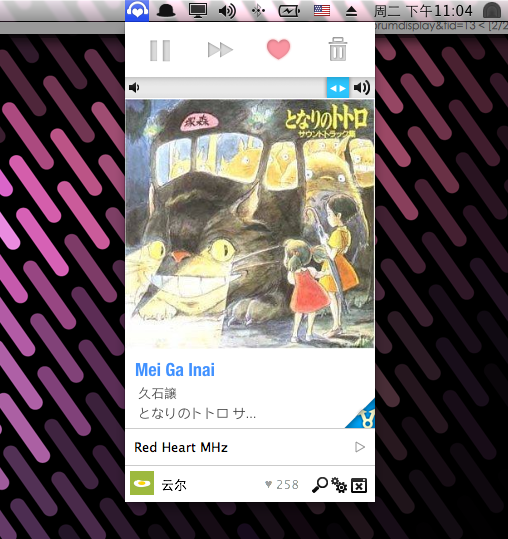 周二 下午11:04
orumdisplay&fid=13 < [2/2
塚森
となりのトトロ
サウンドトラック集
Mei Ga Inai
久石譲
となりのトトロ サ...
Red Heart MHz
云尔
258